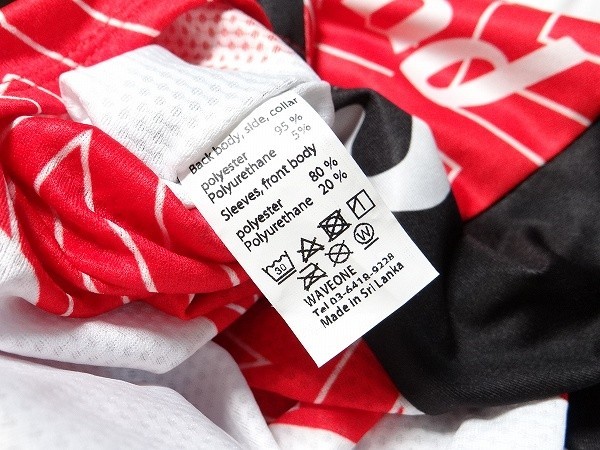 Back body, side, collar
polyester 95 %
Polyurethane 5%
Sleeves, front body
polyester 80 %
Polyurethane 20 %
30
W
WAVEONE
Tel 03-6418-9228
Made in Sri Lanka